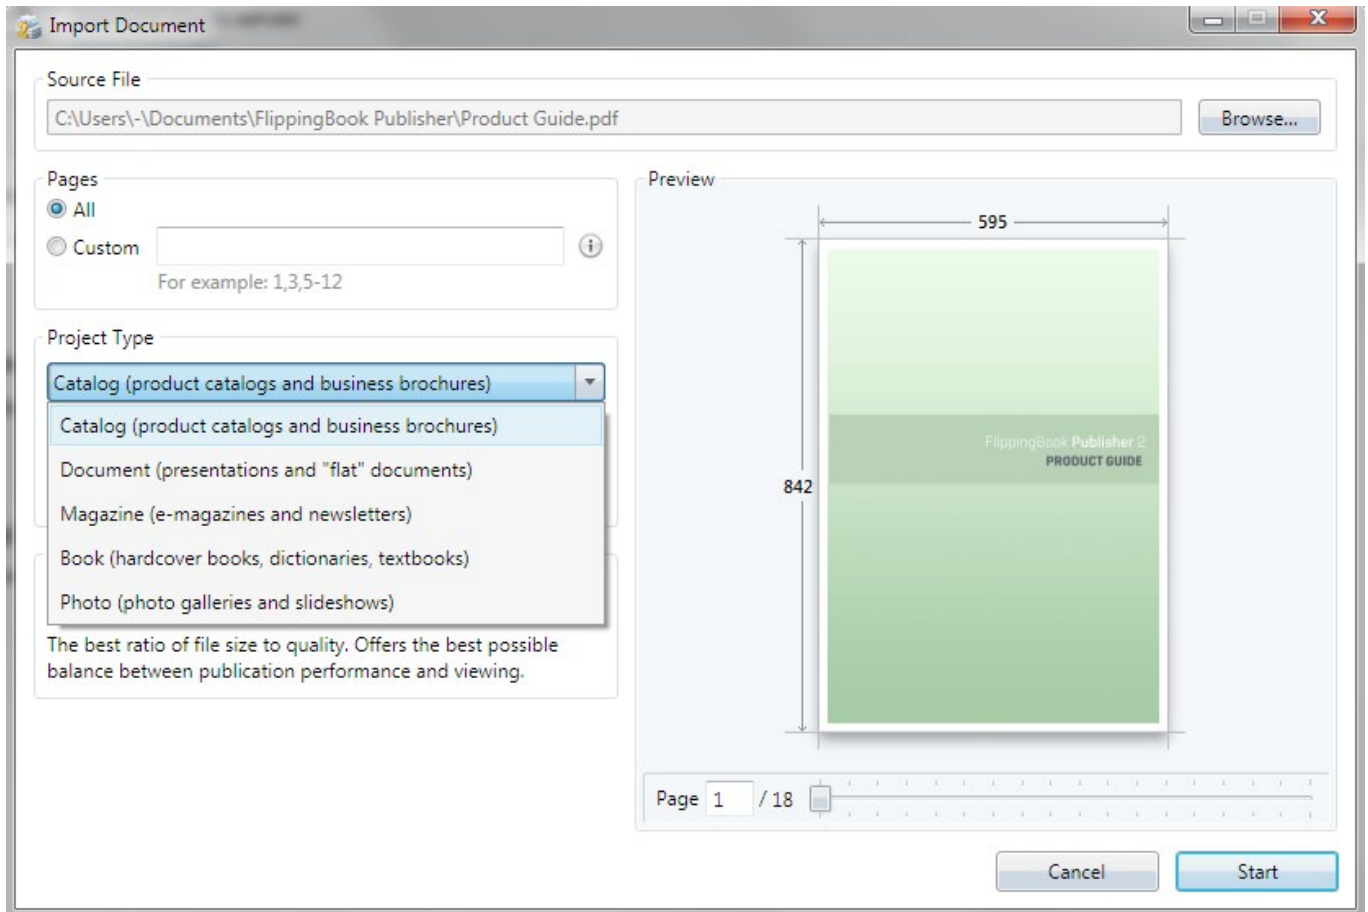 Import Document
Source File
C:\Users\-\Documents\FlippingBook Publisher\Product Guide.pdf
Browse...
Pages
All
Custom
For example: 1,3,5-12
Project Type
Catalog (product catalogs and business brochures)
Catalog (product catalogs and business brochures)
Document (presentations and "flat" documents)
Magazine (e-magazines and newsletters)
Book (hardcover books, dictionaries, textbooks)
Photo (photo galleries and slideshows)
The best ratio of file size to quality. Offers the best possible
balance between publication performance and viewing.
Preview
595
842
FlippingBook Publisher 2
PRODUCT GUIDE
Page 1 / 18
Cancel
Start